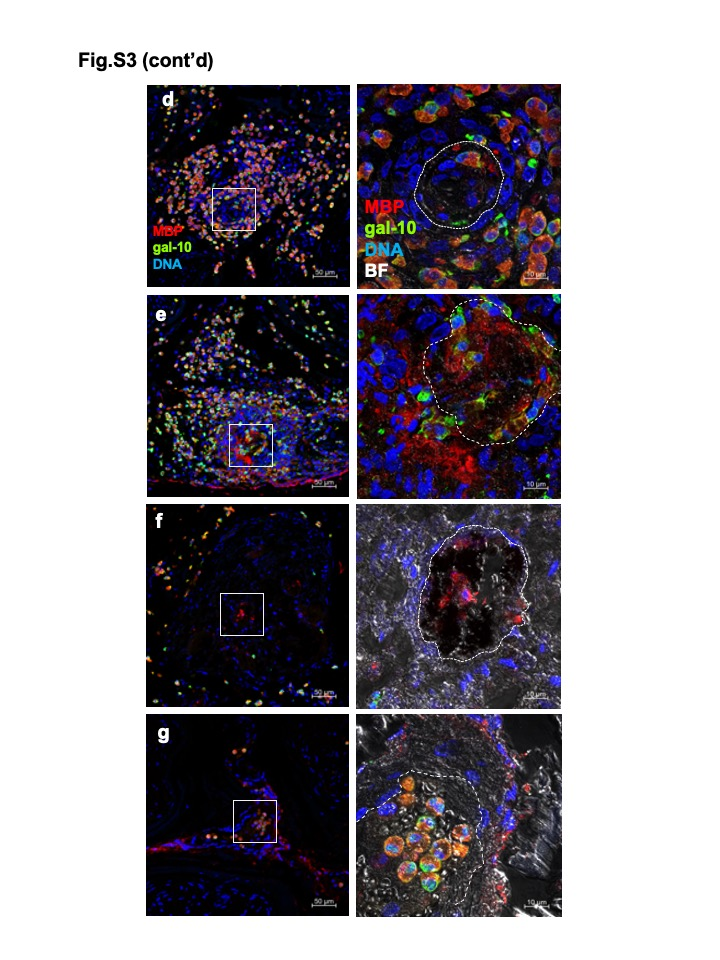 Fig.S3 (cont’d)
d
MBP
gal-10
DNA
50 µm
MBP
gal-10
DNA
BF
10 µm
e
50 µm
10 µm
f
50 µm
10 µm
g
50 µm
10 µm